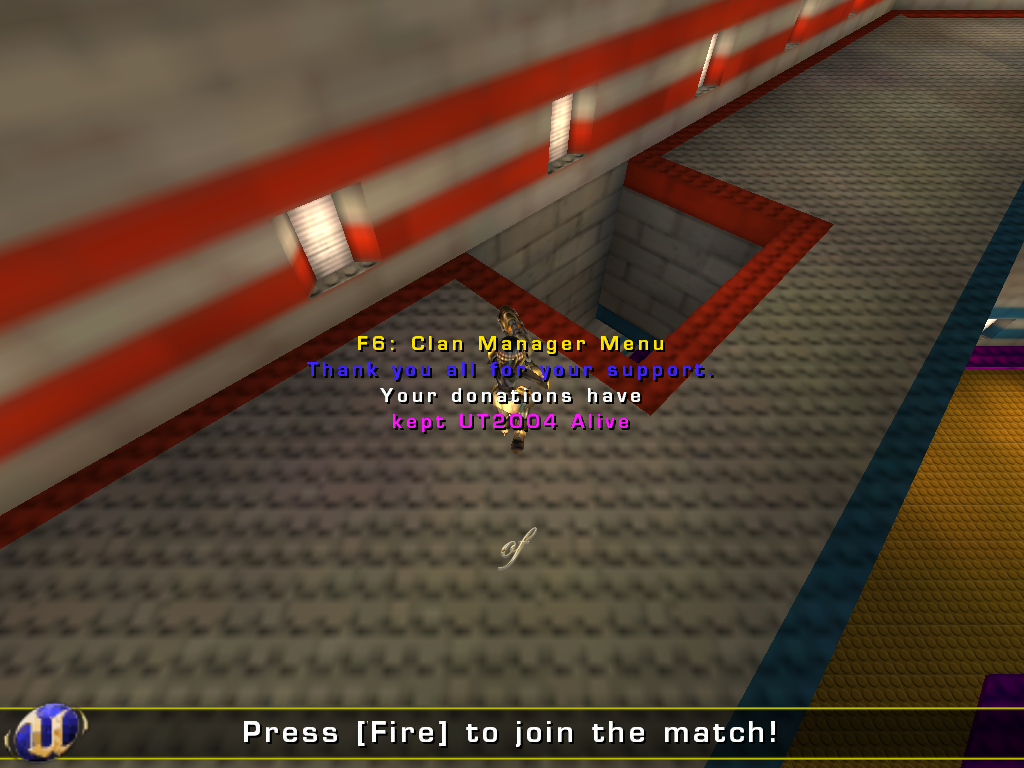 F6: Clan Manager Menu
Thank you all for your support.
Your donations have
kept UT2004 Alive
of
Press [Fire] to join the match!